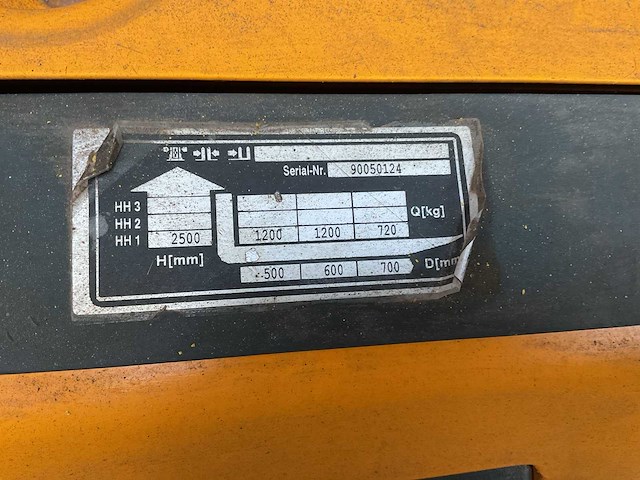 Serial-Nr. 90050124
HH 3
HH 2
Q[kg]
HH 1 2500 1200 1200 720
H[mm]
500 600 700 D[mm